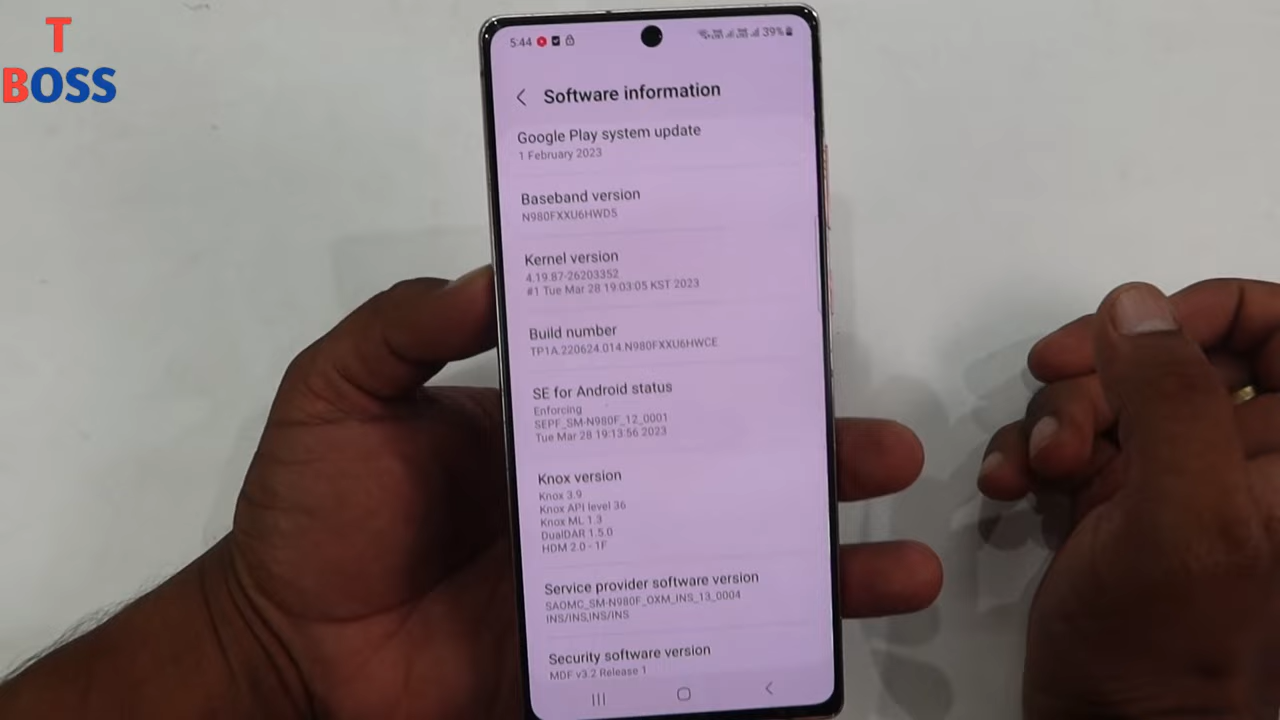 T
BOSS
5:44
39%
Software information
Google Play system update
1 February 2023
Baseband version
N980FXXU6HWD5
Kernel version
4.19.87-26203352
#1 Tue Mar 28 19:03:05 KST 2023
Build number
TP1A.220624.014.N980FXXU6HWCE
SE for Android status
Enforcing
SEPF_SM-N980F_12_0001
Tue Mar 28 19:13:56 2023
Knox version
Knox 3.9
Knox API level 36
Knox ML 1.3
DualDAR 1.5.0
HDM 2.0 - 1F
Service provider software version
SAOMC_SM-N980F_OXM_INS_13_0004
INS/INS,INS/INS
Security software version
MDF v3.2 Release 1